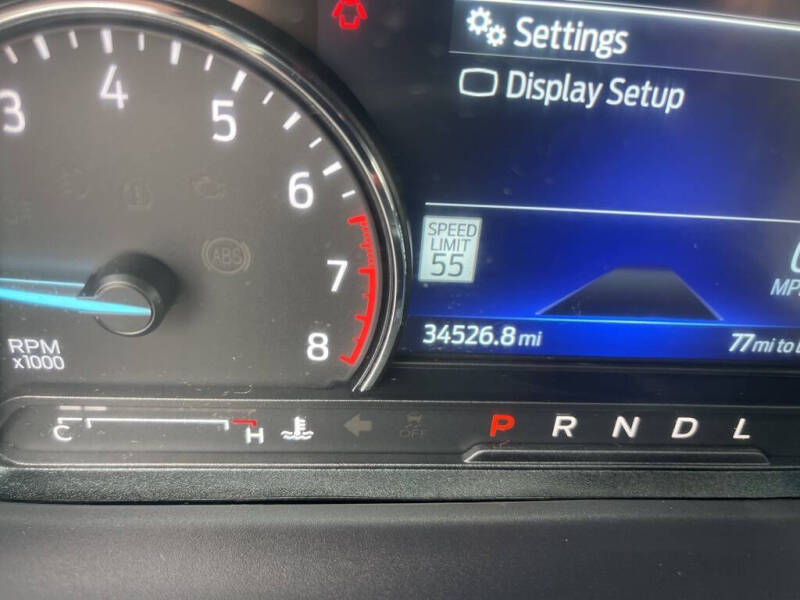 3
4
5
6
7
8
RPM
x1000
ABS
Settings
Display Setup
SPEED
LIMIT
55
34526.8 mi
77 mi to
C
H
OFF
P R N D L